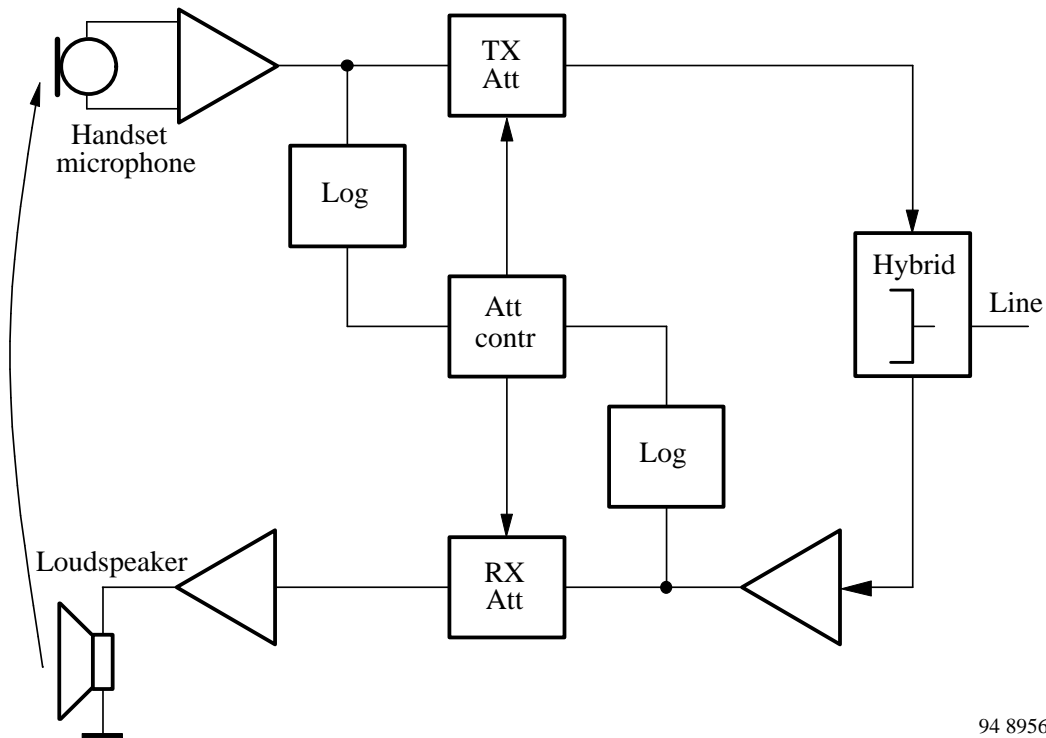 TX
Att
Handset
microphone
Log
Hybrid
Line
Att
contr
Log
Loudspeaker
RX
Att
94 8956